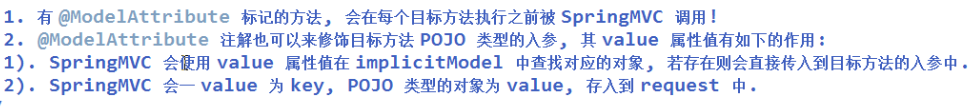 1. 有 @ModelAttribute 标记的方法, 会在每个目标方法执行之前被 SpringMVC 调用!
2. @ModelAttribute 注解也可以来修饰目标方法 POJO 类型的入参, 其 value 属性值有如下的作用:
1). SpringMVC 会使用 value 属性值在 implicitModel 中查找对应的对象, 若存在则会直接传入到目标方法的入参中.
2). SpringMVC 会一 value 为 key, POJO 类型的对象为 value, 存入到 request 中.